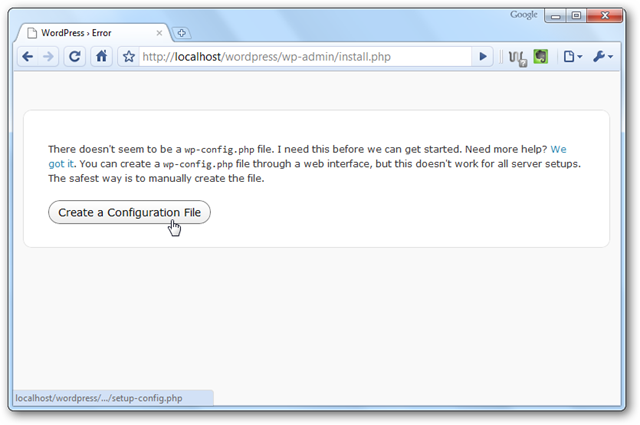 Google
WordPress › Error
http://localhost/wordpress/wp-admin/install.php
There doesn't seem to be a wp-config.php file. I need this before we can get started. Need more help? We
got it. You can create a wp-config.php file through a web interface, but this doesn't work for all server setups.
The safest way is to manually create the file.
Create a Configuration File
localhost/wordpress/.../setup-config.php